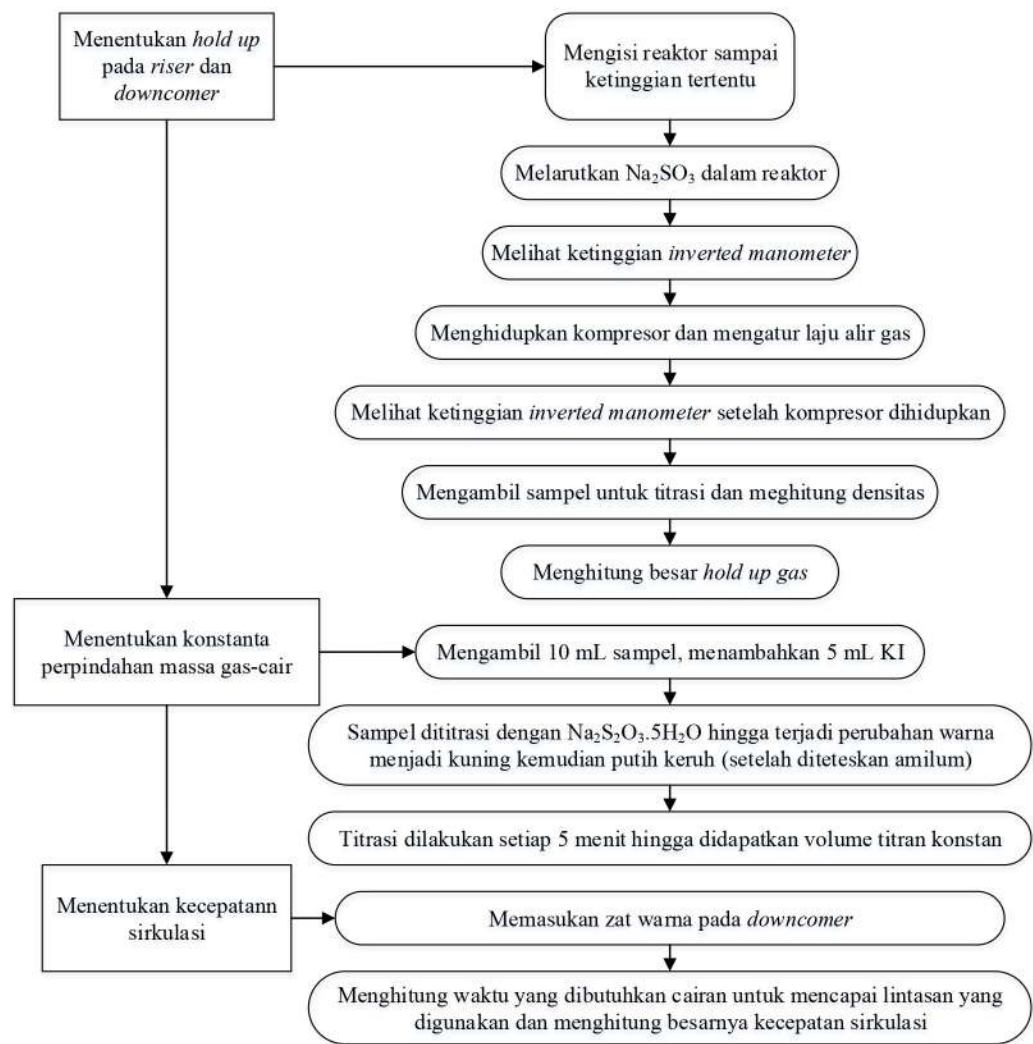 Menentukan hold up
pada riser dan
downcomer
Mengisi reaktor sampai
ketinggian tertentu
Melarutkan Na₂SO₃ dalam reaktor
Melihat ketinggian inverted manometer
Menghidupkan kompresor dan mengatur laju alir gas
Melihat ketinggian inverted manometer setelah kompresor dihidupkan
Mengambil sampel untuk titrasi dan meghitung densitas
Menghitung besar hold up gas
Menentukan konstanta
perpindahan massa gas-cair
Mengambil 10 mL sampel, menambahkan 5 mL KI
Sampel dititrasi dengan Na₂S₂O₃.5H₂O hingga terjadi perubahan warna
menjadi kuning kemudian putih keruh (setelah diteteskan amilum)
Titrasi dilakukan setiap 5 menit hingga didapatkan volume titran konstan
Menentukan kecepatann
sirkulasi
Memasukan zat warna pada downcomer
Menghitung waktu yang dibutuhkan cairan untuk mencapai lintasan yang
digunakan dan menghitung besarnya kecepatan sirkulasi